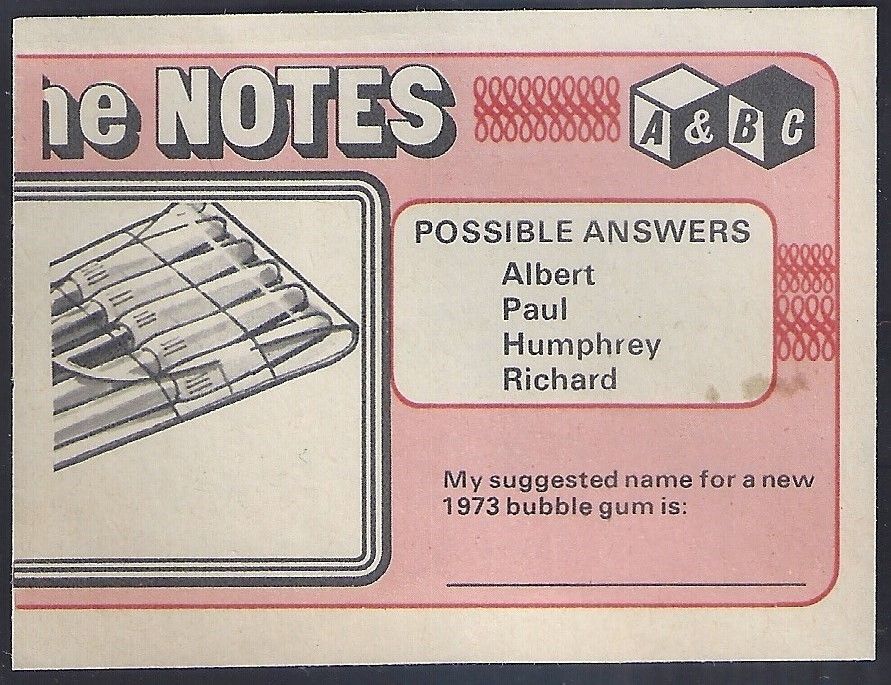 he NOTES
A & B C
POSSIBLE ANSWERS
Albert
Paul
Humphrey
Richard
My suggested name for a new
1973 bubble gum is: